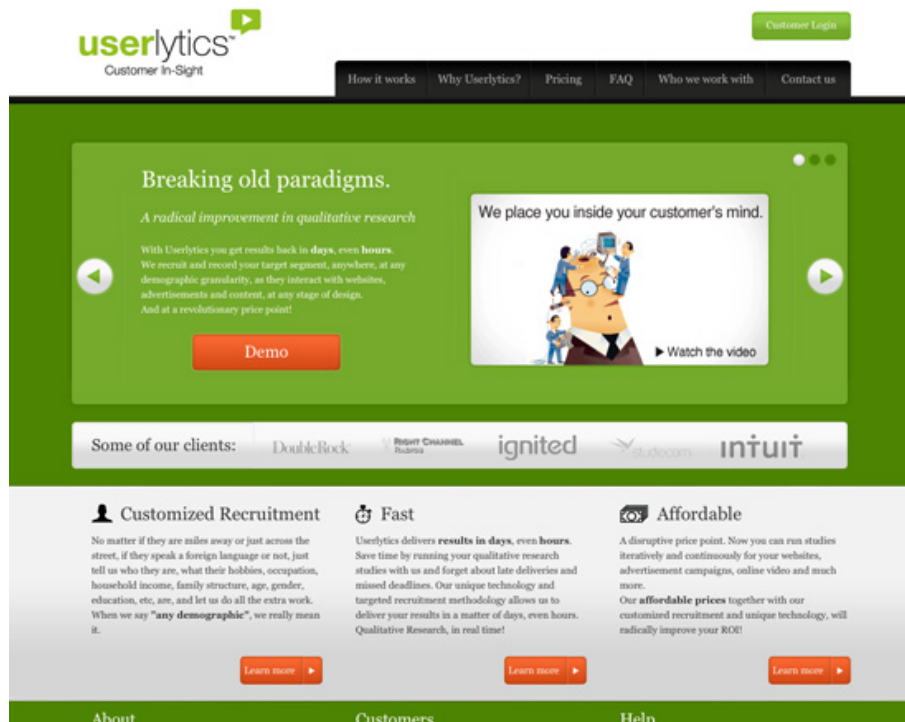 userlytics™
Customer In-Sight
Customer Login
How it works Why Userlytics? Pricing FAQ Who we work with Contact us
Breaking old paradigms.
A radical improvement in qualitative research
With Userlytics you get results back in days, even hours.
We recruit and record your target segment, anywhere, at any
demographic granularity, as they interact with websites,
advertisements and content, at any stage of design.
And at a revolutionary price point!
Demo
We place you inside your customer's mind.
Watch the video
Some of our clients: DoubleRock Right Channel Radios ignited studiocom intuit
Customized Recruitment
No matter if they are miles away or just across the
street, if they speak a foreign language or not, just
tell us who they are, what their hobbies, occupation,
household income, family structure, age, gender,
education, etc, are, and let us do all the extra work.
When we say "any demographic", we really mean
it.
Learn more
Fast
Userlytics delivers results in days, even hours.
Save time by running your qualitative research
studies with us and forget about late deliveries and
missed deadlines. Our unique technology and
targeted recruitment methodology allows us to
deliver your results in a matter of days, even hours.
Qualitative Research, in real time!
Learn more
Affordable
A disruptive price point. Now you can run studies
iteratively and continuously for your websites,
advertisement campaigns, online video and much
more.
Our affordable prices together with our
customized recruitment and unique technology, will
radically improve your ROI!
Learn more
About Customers Help